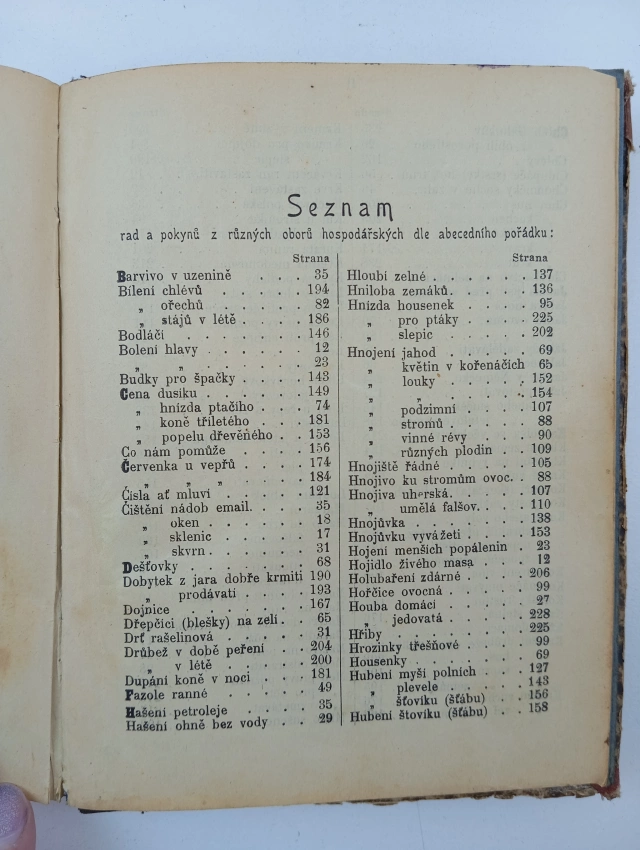 Seznam
rad a pokynů z různých oborů hospodářských dle abecedního pořádku:
Strana
Barvivo v uzenině . . . 35
Bílení chlévů . . . . . 194
„ ořechů . . . . 82
„ stájů v létě . . . . 186
Bodláčí . . . . . . 146
Bolení hlavy . . . . . 12
„ „ . . . . . 23
Budky pro špačky . . . . 143
Cena dusíku . . . . . 149
„ hnízda ptačího . . . 74
„ koně tříletého . . . 181
„ popelu dřevěného . . 153
Co nám pomůže . . . . 156
Červenka u vepřů . . . . 174
„ „ „ . . . . 184
Čísla ať mluví . . . . . 121
Čištění nádob email. . . . 35
„ oken . . . . . 18
„ sklenic . . . . 17
„ skvrn . . . . . 31
Dešťovky . . . . . . 68
Dobytek z jara dobře krmiti 190
„ prodávati . . . . 193
Dojnice . . . . . . 167
Dřepčíci (blešky) na zelí . . 65
Drť rašelinová . . . . . 31
Drůbež v době peření . . 204
„ v létě . . . . . 200
Dupání koně v noci . . . 181
Fazole ranné . . . . . 49
Hašení petroleje . . . . 35
Hašení ohně bez vody . . 29
Strana
Hloubí zelné . . . . . . 137
Hniloba zemáků . . . . . 136
Hnízda housenek . . . . 95
„ pro ptáky . . . . 225
„ slepic . . . . . 202
Hnojení jahod . . . . . 69
„ květin v kořenáčích 65
„ louky . . . . . 152
„ „ . . . . . 154
„ podzimní . . . . 107
„ stromů . . . . . 88
„ vinné révy . . . 90
„ různých plodin . . 109
Hnojiště řádné . . . . . 105
Hnojivo ku stromům ovoc. . 88
Hnojiva uherská . . . . . 107
„ umělá falšov. . . . 110
Hnojůvka . . . . . . 138
Hnojůvku vyvážeti . . . . 153
Hojení menších popálenin . 23
Hojidlo živého masa . . . 12
Holubaření zdárné . . . . 206
Hořčice ovocná . . . . . 99
Houba domácí . . . . . 27
„ jedovatá . . . . . 228
Hřiby . . . . . . . 225
Hrozinky třešňové . . . . 99
Housenky . . . . . . 69
Hubení myší polních . . . 127
„ plevele . . . . . 143
„ šťovíku (šťábu) . . 156
Hubení štovíku (šťábu) . . 158